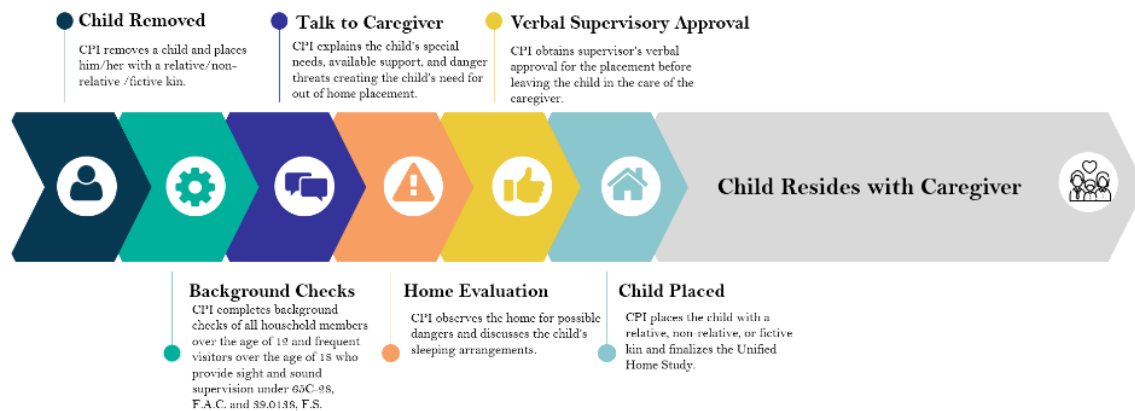 Child Removed
CPI removes a child and places
him/her with a relative/non-
relative /fictive kin.
Talk to Caregiver
CPI explains the child's special
needs, available support, and danger
threats creating the child's need for
out of home placement.
Verbal Supervisory Approval
CPI obtains supervisor's verbal
approval for the placement before
leaving the child in the care of the
caregiver.
Child Resides with Caregiver
Background Checks
CPI completes background
checks of all household members
over the age of 12 and frequent
visitors over the age of 18 who
provide sight and sound
supervision under 65C-28,
F.A.C. and 39.0138, F.S.
Home Evaluation
CPI observes the home for possible
dangers and discusses the child's
sleeping arrangements.
Child Placed
CPI places the child with a
relative, non-relative, or fictive
kin and finalizes the Unified
Home Study.